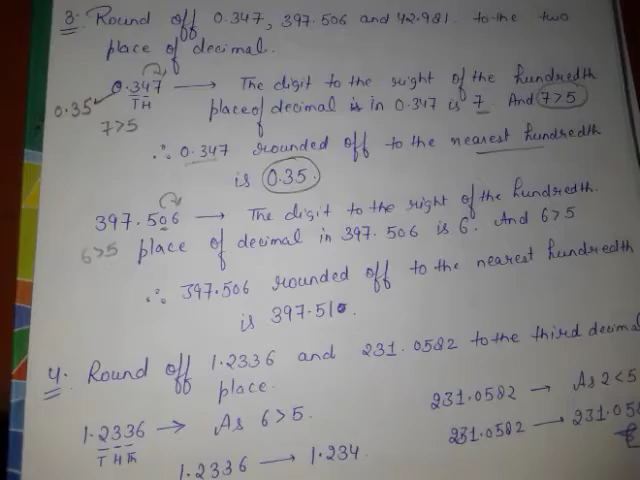 3. Round off 0.347, 397.506 and 42.981 to the two
place of decimal.
0.35 0.347 → The digit to the right of the hundredth
TH place of decimal is in 0.347 is 7. And 7>5
7>5
∴ 0.347 rounded off to the nearest hundredth
is 0.35.
397.506 → The digit to the right of the hundredth.
6>5 place of decimal in 397.506 is 6. And 6>5
∴ 397.506 rounded off to the nearest hundredth
is 397.510.
4. Round off 1.2336 and 231.0582 to the third decimal
place.
1.2336 → As 6>5.
T H Th
1.2336 → 1.234
231.0582 → As 2<5
231.0582 → 231.058